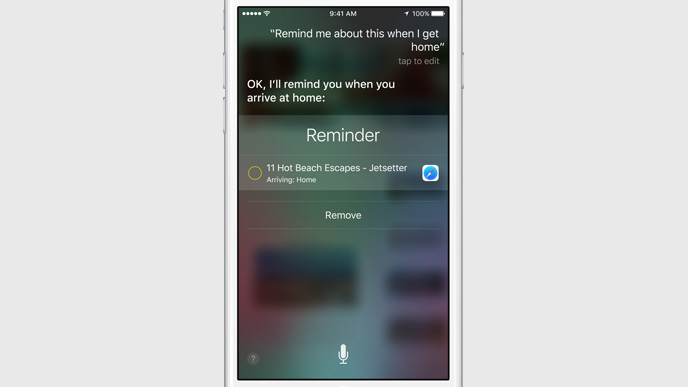 9:41 AM
100%
“Remind me about this when I get
home”
tap to edit
OK, I’ll remind you when you
arrive at home:
Reminder
11 Hot Beach Escapes - Jetsetter
Arriving: Home
Remove
?